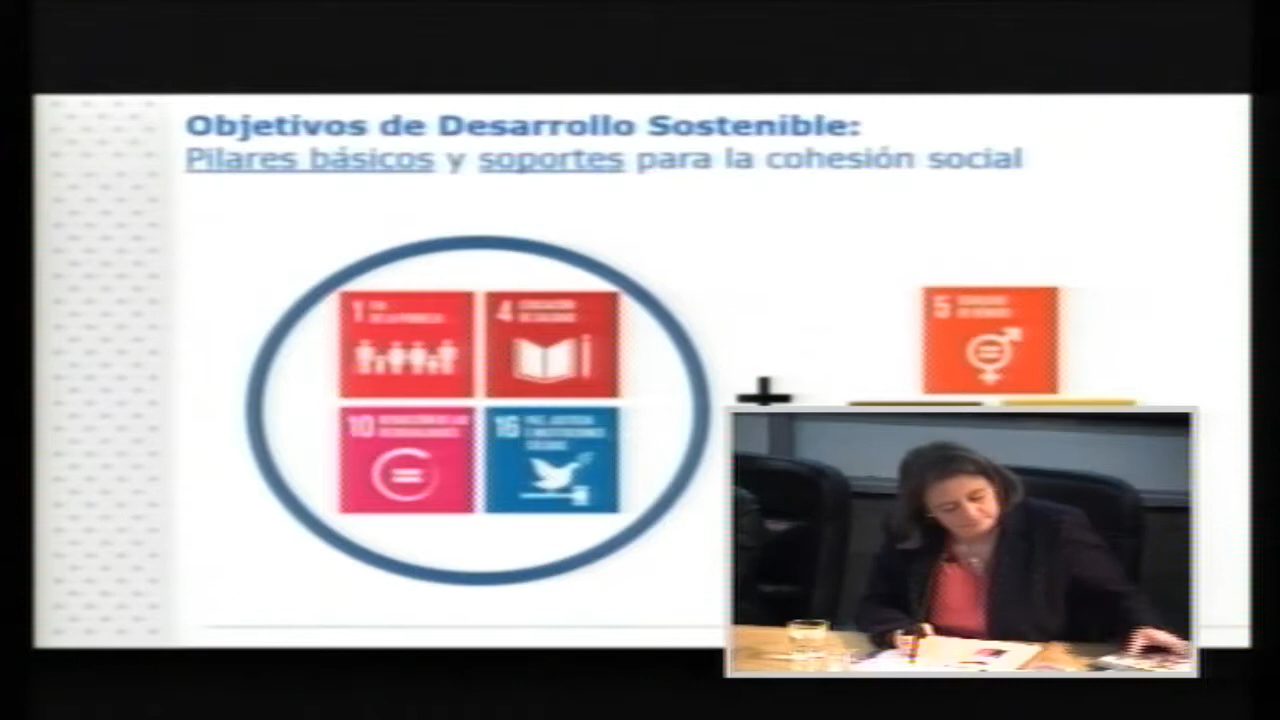 Objetivos de Desarrollo Sostenible:
Pilares básicos y soportes para la cohesión social
1
4
5
10
16